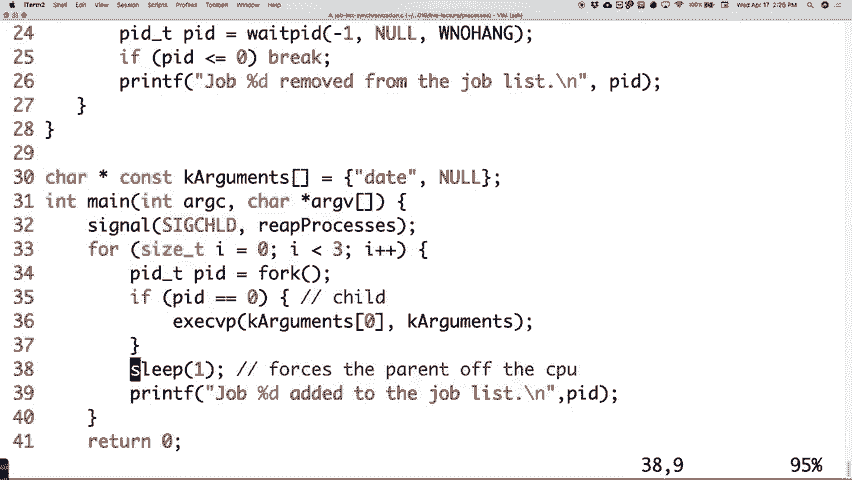 iTerm2 Shell Edit View Session Scripts Profiles Toolbelt Window Help 100% Wed Apr 17 2:25 PM
24 pid_t pid = waitpid(-1, NULL, WNOHANG);
25 if (pid <= 0) break;
26 printf("Job %d removed from the job list.\n", pid);
27 }
28 }
29
30 char * const kArguments[] = {"date", NULL};
31 int main(int argc, char *argv[]) {
32 signal(SIGCHLD, reapProcesses);
33 for (size_t i = 0; i < 3; i++) {
34 pid_t pid = fork();
35 if (pid == 0) { // child
36 execvp(kArguments[0], kArguments);
37 }
38 sleep(1); // forces the parent off the cpu
39 printf("Job %d added to the job list.\n",pid);
40 }
41 return 0;
38,9 95%